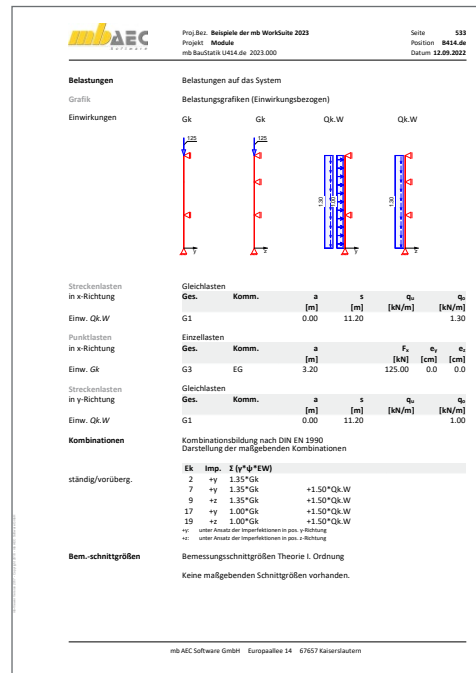 mbAEC
Software
Proj.Bez. Beispiele der mb WorkSuite 2023 Seite 533
Projekt Module Position B414.de
mb BauStatik U414.de 2023.000 Datum 12.09.2022
Belastungen Belastungen auf das System
Grafik Belastungsgrafiken (Einwirkungsbezogen)
Einwirkungen Gk Gk Qk.W Qk.W
125 125
1.30 1.00 1.30
y z y z
Streckenlasten Gleichlasten
in x-Richtung Ges. Komm. a s qu qo
[m] [m] [kN/m] [kN/m]
Einw. Qk.W G1 0.00 11.20 1.30
Punktlasten Einzellasten
in x-Richtung Ges. Komm. a Fx ey ez
[m] [kN] [cm] [cm]
Einw. Gk G3 EG 3.20 125.00 0.0 0.0
Streckenlasten Gleichlasten
in y-Richtung Ges. Komm. a s qu qo
[m] [m] [kN/m] [kN/m]
Einw. Qk.W G1 0.00 11.20 1.00
Kombinationen Kombinationsbildung nach DIN EN 1990
Darstellung der maßgebenden Kombinationen
Ek Imp. Σ (γ*ψ*EW)
ständig/vorüberg. 2 +y 1.35*Gk
7 +y 1.35*Gk +1.50*Qk.W
9 +z 1.35*Gk +1.50*Qk.W
17 +y 1.00*Gk +1.50*Qk.W
19 +z 1.00*Gk +1.50*Qk.W
+y: unter Ansatz der Imperfektionen in pos. y-Richtung
+z: unter Ansatz der Imperfektionen in pos. z-Richtung
Bem.-schnittgrößen Bemessungsschnittgrößen Theorie I. Ordnung
Keine maßgebenden Schnittgrößen vorhanden.
mb AEC Software GmbH Europaallee 14 67657 Kaiserslautern